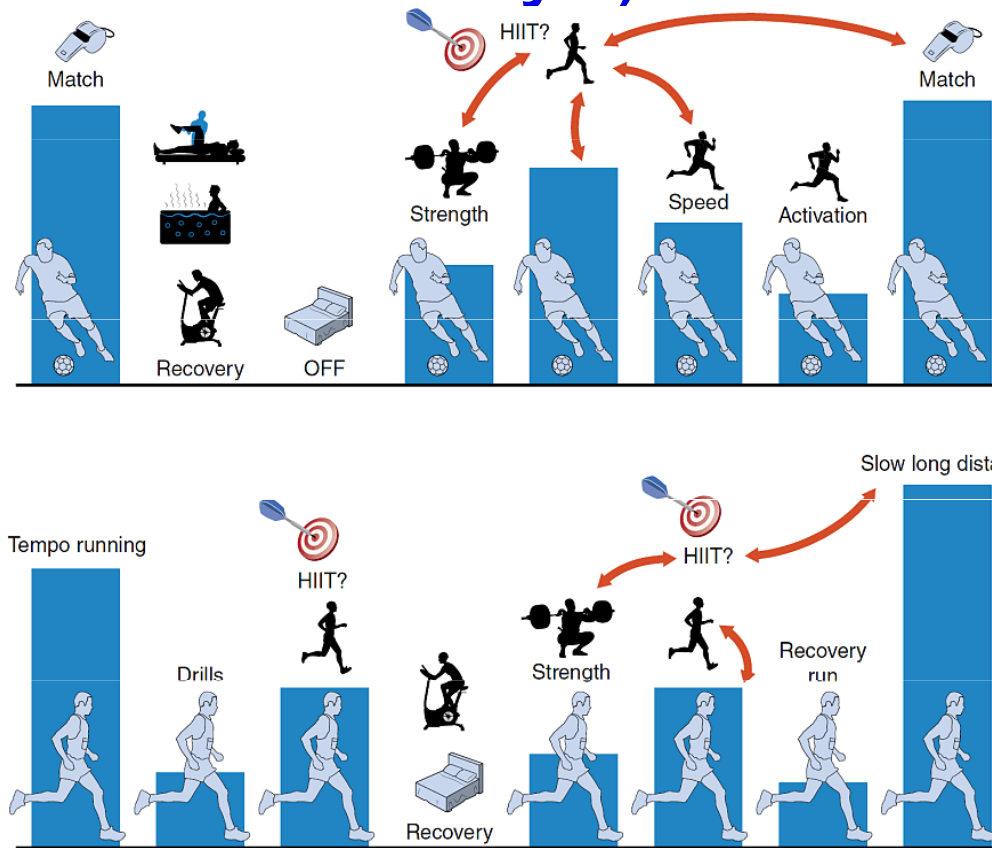 Match
HIIT?
Match
Strength
Speed
Activation
Recovery
OFF
Slow long dista
Tempo running
HIIT?
HIIT?
Drills
Strength
Recovery
run
Recovery